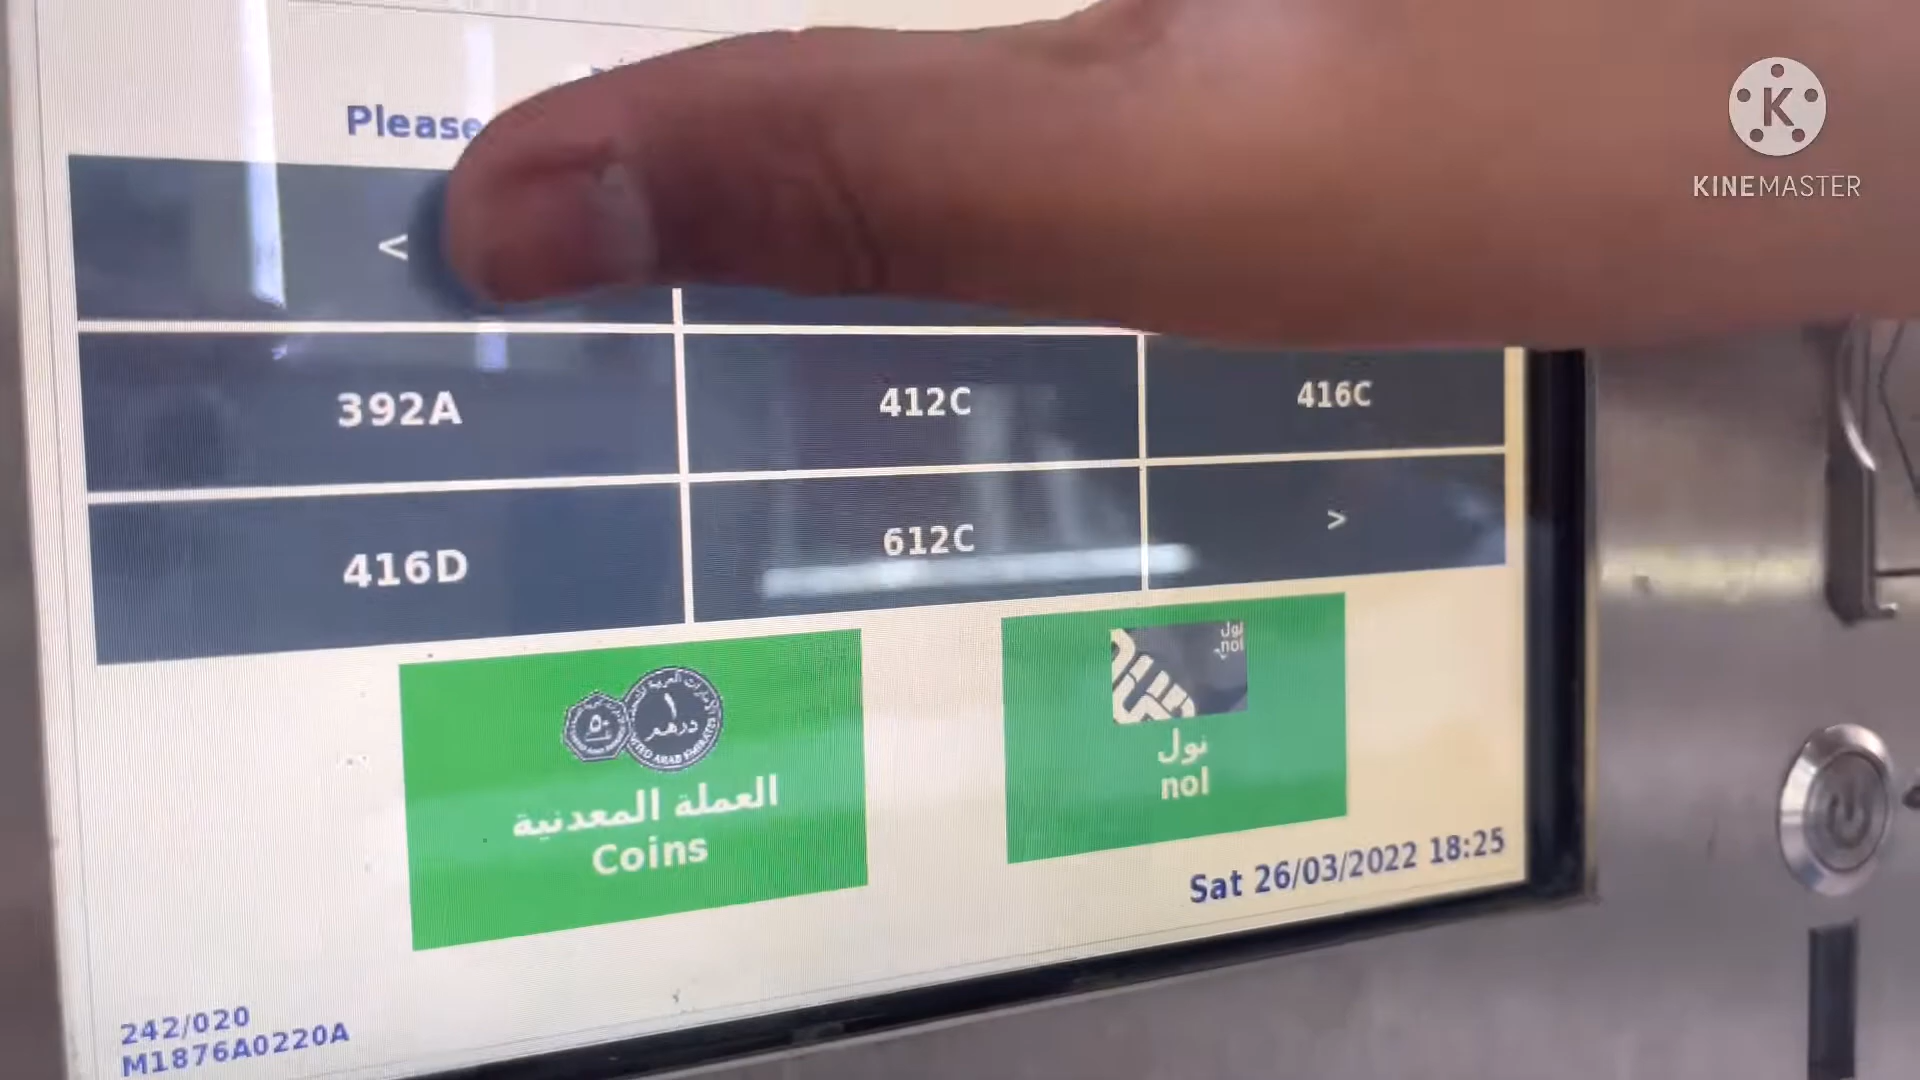 Please
<
392A
412C
416C
416D
612C
>
العملة المعدنية
Coins
نول
nol
نول
nol
Sat 26/03/2022 18:25
242/020
M1876A0220A
K
KINEMASTER